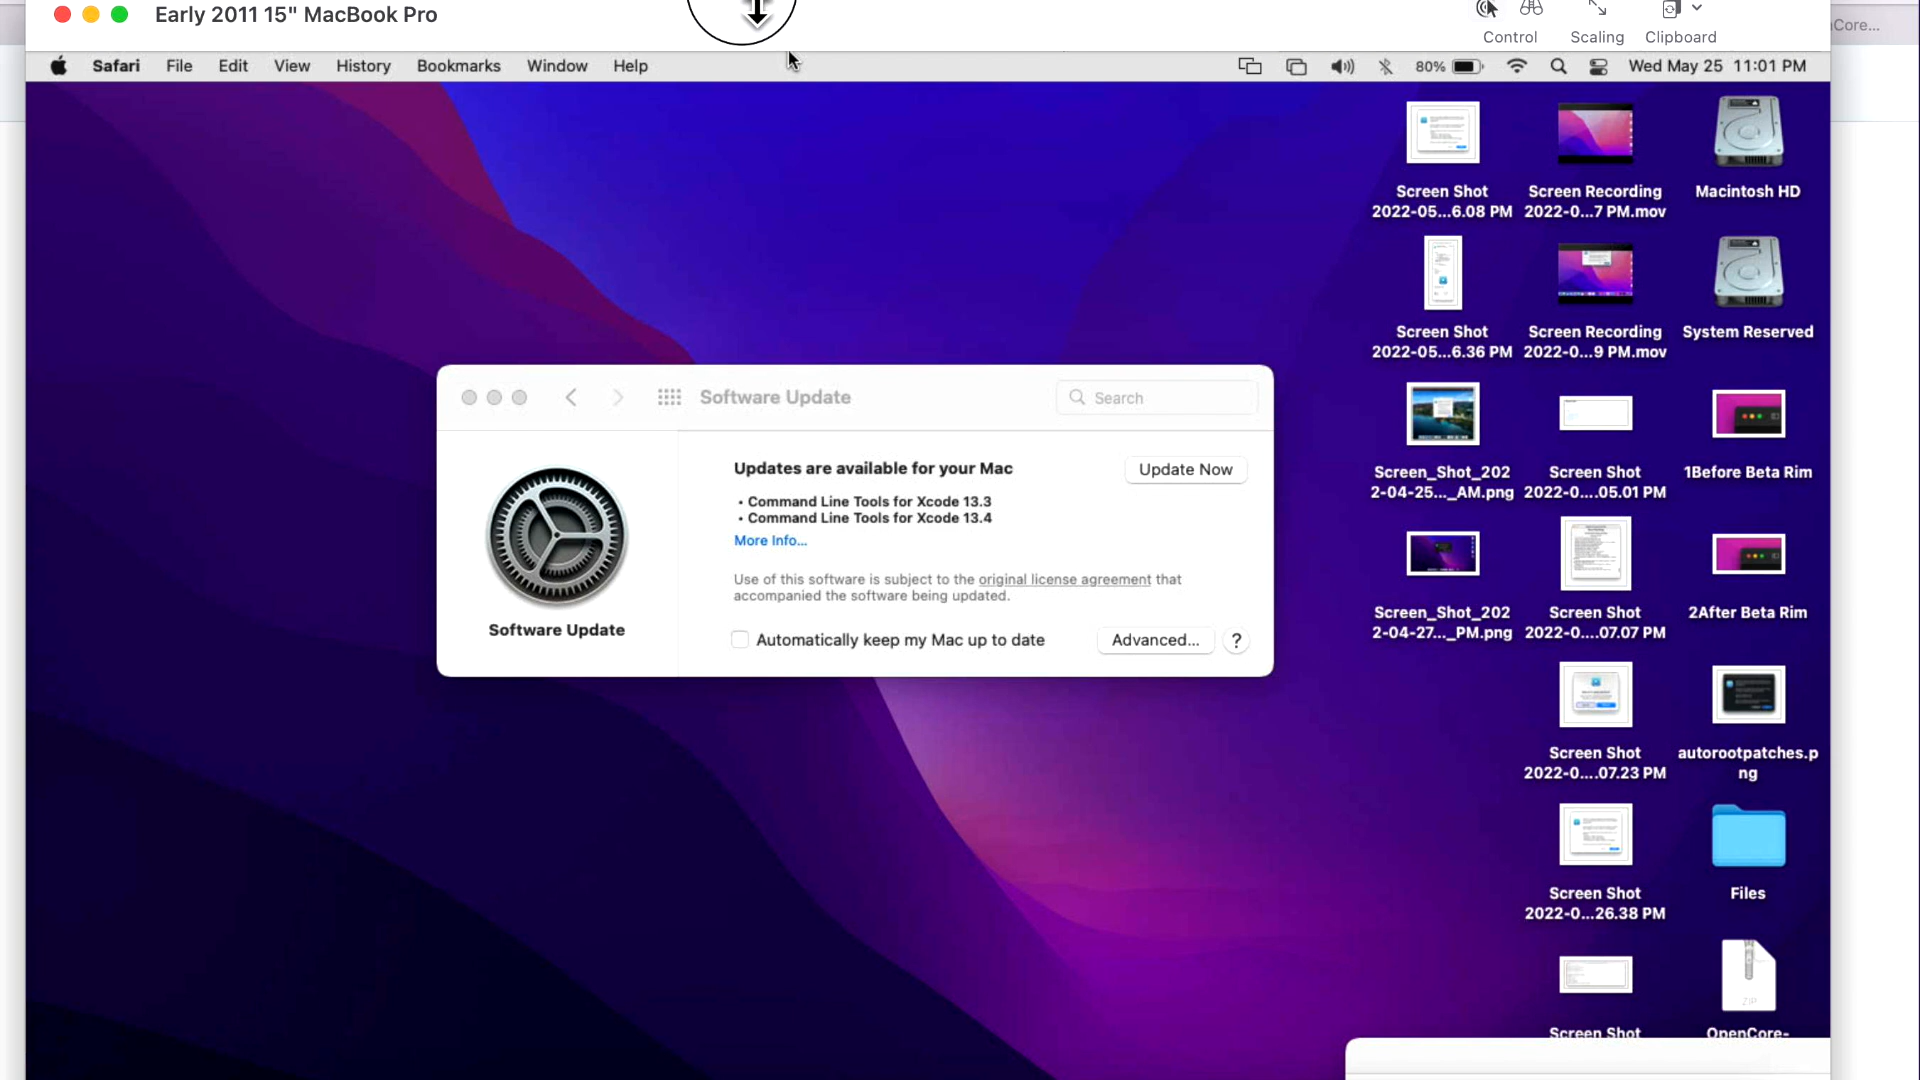 Early 2011 15" MacBook Pro
Control
Scaling
Clipboard
Core...
Safari File Edit View History Bookmarks Window Help
80%
Wed May 25 11:01 PM
Screen Shot
2022-05...6.08 PM
Screen Recording
2022-0...7 PM.mov
Macintosh HD
Screen Shot
2022-05...6.36 PM
Screen Recording
2022-0...9 PM.mov
System Reserved
Software Update
Search
Updates are available for your Mac
Update Now
• Command Line Tools for Xcode 13.3
• Command Line Tools for Xcode 13.4
More Info...
Use of this software is subject to the original license agreement that
accompanied the software being updated.
Software Update
Automatically keep my Mac up to date
Advanced...
?
Screen_Shot_202
2-04-25..._AM.png
Screen Shot
2022-0....05.01 PM
1Before Beta Rim
Screen_Shot_202
2-04-27..._PM.png
Screen Shot
2022-0....07.07 PM
2After Beta Rim
Screen Shot
2022-0....07.23 PM
autorootpatches.p
ng
Screen Shot
2022-0...26.38 PM
Files
ZIP
Screen Shot
OpenCore-